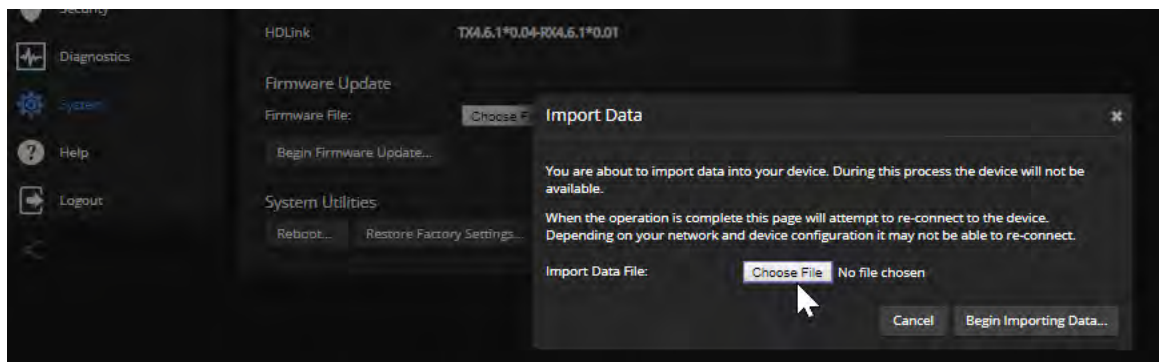 Security
HDLink
TX4.6.1*0.04-RX4.6.1*0.01
Diagnostics
Firmware Update
System
Firmware File:
Choose F
Import Data
Help
Begin Firmware Update...
You are about to import data into your device. During this process the device will not be
available.
Logout
System Utilities
When the operation is complete this page will attempt to re-connect to the device.
Reboot...
Restore Factory Settings...
Depending on your network and device configuration it may not be able to re-connect.
Import Data File:
Choose File
No file chosen
Cancel
Begin Importing Data...